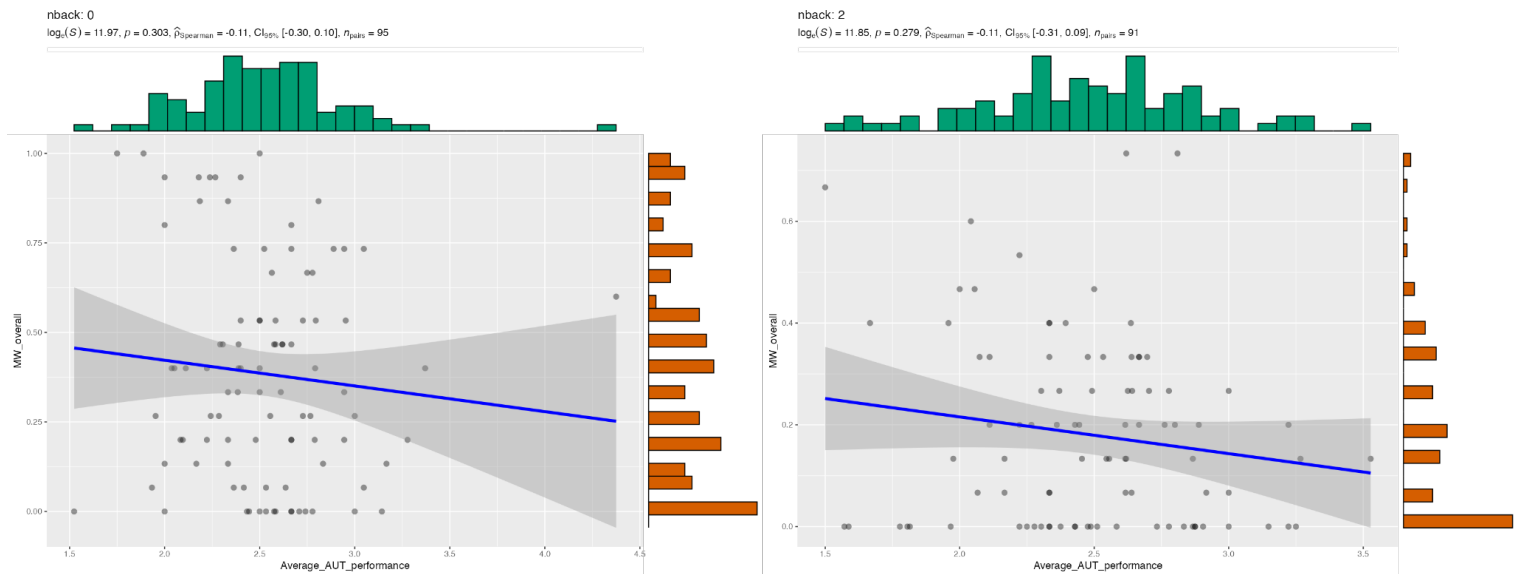 nback: 0
logₑ(S) = 11.97, p = 0.303, ρ̂Spearman = -0.11, CI95% [-0.30, 0.10], npairs = 95
1.00
0.75
0.50
0.25
0.00
MW_overall
1.5 2.0 2.5 3.0 3.5 4.0 4.5
Average_AUT_performance
nback: 2
logₑ(S) = 11.85, p = 0.279, ρ̂Spearman = -0.11, CI95% [-0.31, 0.09], npairs = 91
0.6
0.4
0.2
0.0
MW_overall
1.5 2.0 2.5 3.0 3.5
Average_AUT_performance